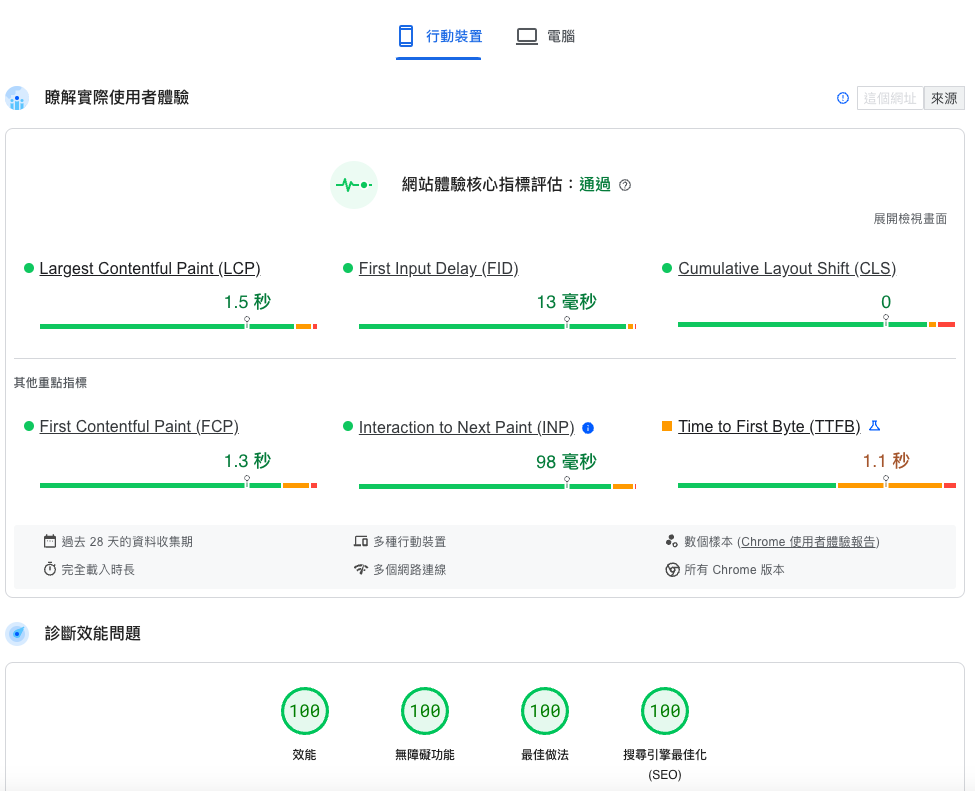 行動裝置 電腦
瞭解實際使用者體驗 這個網址 來源
網站體驗核心指標評估：通過
展開檢視畫面
Largest Contentful Paint (LCP) First Input Delay (FID) Cumulative Layout Shift (CLS)
1.5 秒 13 毫秒 0
其他重點指標
First Contentful Paint (FCP) Interaction to Next Paint (INP) Time to First Byte (TTFB)
1.3 秒 98 毫秒 1.1 秒
過去 28 天的資料收集期 多種行動裝置 數個樣本 (Chrome 使用者體驗報告)
完全載入時長 多個網路連線 所有 Chrome 版本
診斷效能問題
100 100 100 100
效能 無障礙功能 最佳做法 搜尋引擎最佳化
(SEO)